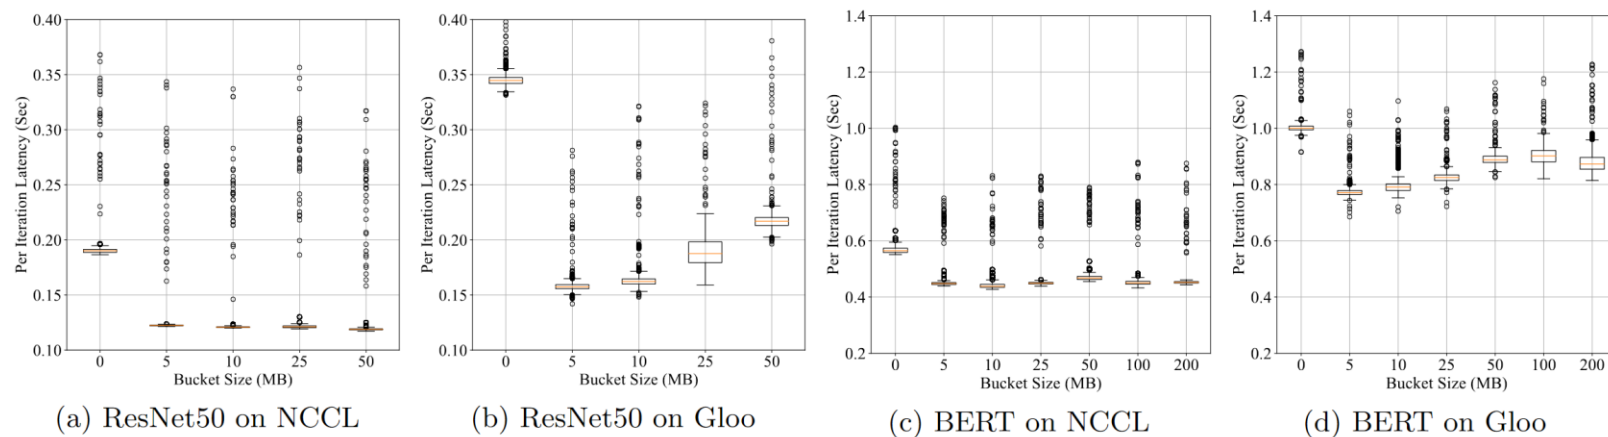 0.40
0.35
0.30
0.25
0.20
0.15
0.10
Per Iteration Latency (Sec)
0 5 10 25 50
Bucket Size (MB)
(a) ResNet50 on NCCL
0.40
0.35
0.30
0.25
0.20
0.15
0.10
Per Iteration Latency (Sec)
0 5 10 25 50
Bucket Size (MB)
(b) ResNet50 on Gloo
1.4
1.2
1.0
0.8
0.6
0.4
0.2
Per Iteration Latency (Sec)
0 5 10 25 50 100 200
Bucket Size (MB)
(c) BERT on NCCL
1.4
1.2
1.0
0.8
0.6
0.4
0.2
Per Iteration Latency (Sec)
0 5 10 25 50 100 200
Bucket Size (MB)
(d) BERT on Gloo